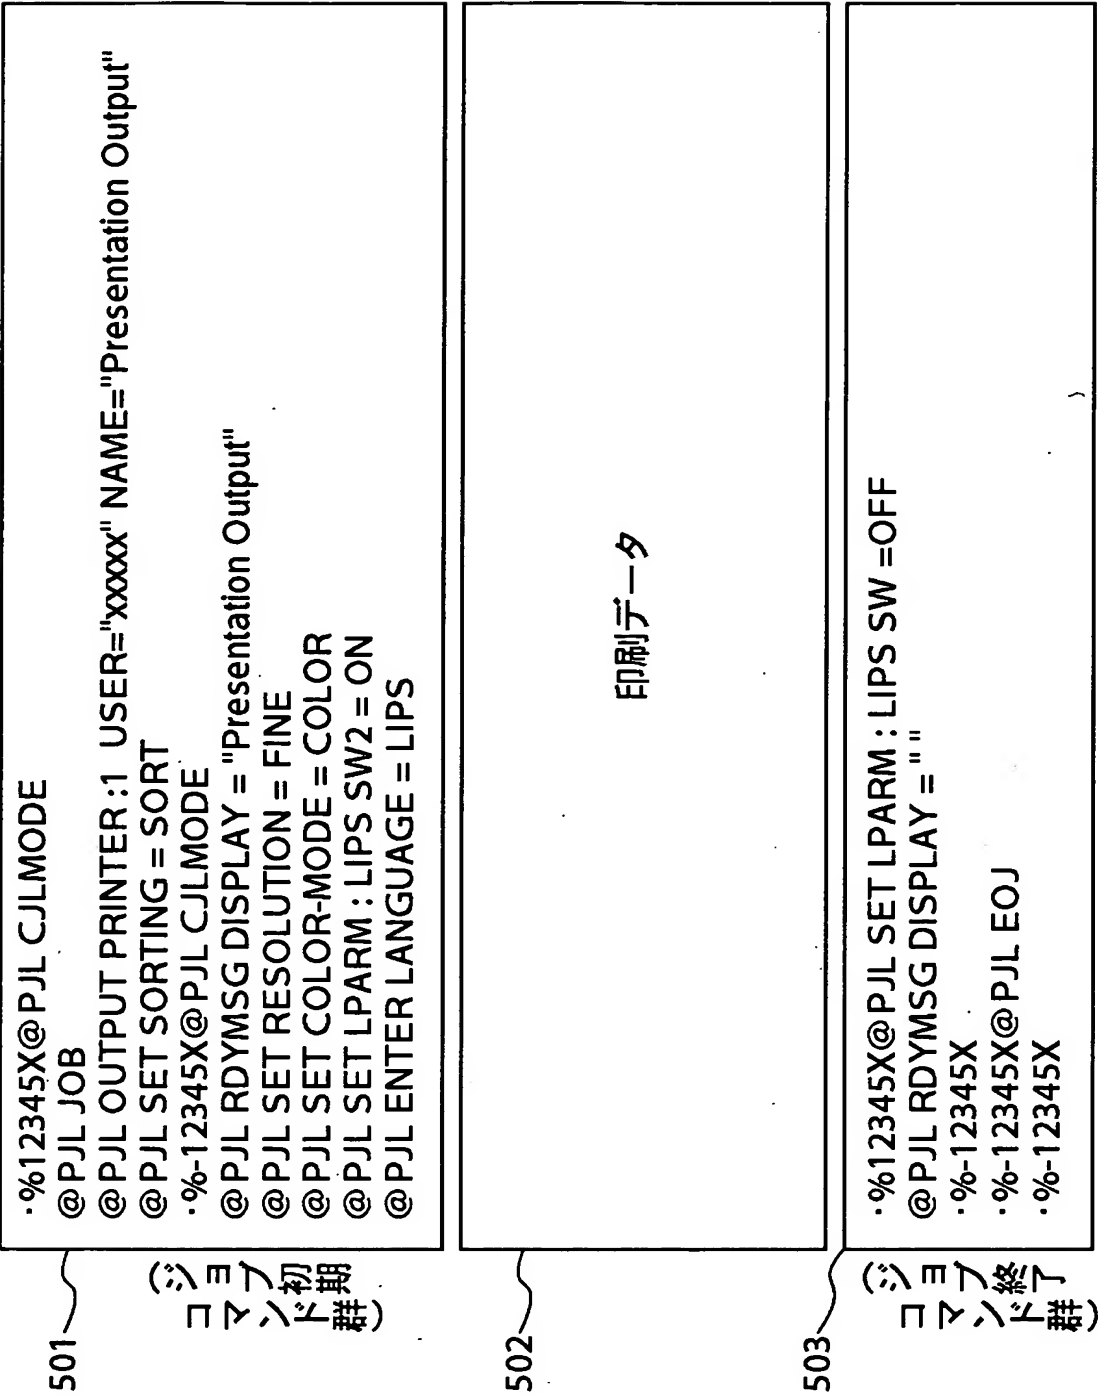 501
(ジョブ初期
コマンド群)
·%12345X@PJL CJLMODE
@PJL JOB
@PJL OUTPUT PRINTER :1 USER="xxxxx" NAME="Presentation Output"
@PJL SET SORTING = SORT
·%-12345X@PJL CJLMODE
@PJL RDYMSG DISPLAY = "Presentation Output"
@PJL SET RESOLUTION = FINE
@PJL SET COLOR-MODE = COLOR
@PJL SET LPARM : LIPS SW2 = ON
@PJL ENTER LANGUAGE = LIPS
502
印刷データ
503
(ジョブ終了
コマンド群)
·%12345X@PJL SET LPARM : LIPS SW =OFF
@PJL RDYMSG DISPLAY = " "
·%-12345X
·%-12345X@PJL EOJ
·%-12345X